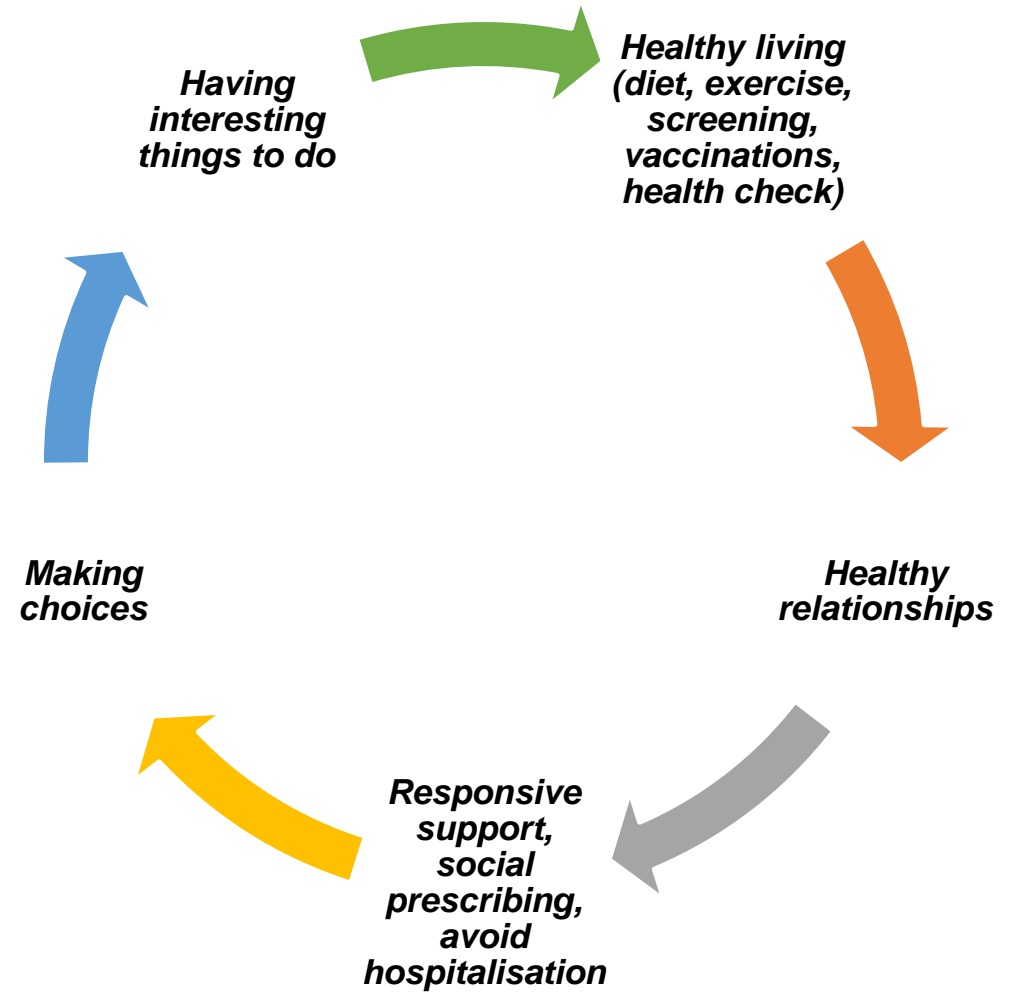 Having
interesting
things to do
Healthy living
(diet, exercise,
screening,
vaccinations,
health check)
Healthy
relationships
Responsive
support,
social
prescribing,
avoid
hospitalisation
Making
choices